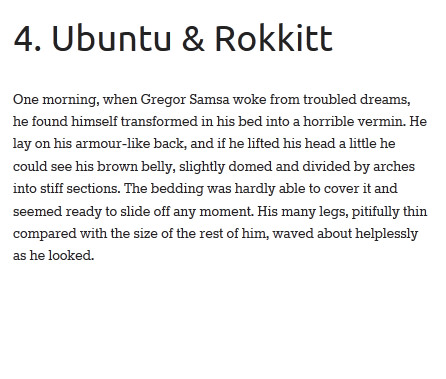 4. Ubuntu & Rokkitt
One morning, when Gregor Samsa woke from troubled dreams,
he found himself transformed in his bed into a horrible vermin. He
lay on his armour-like back, and if he lifted his head a little he
could see his brown belly, slightly domed and divided by arches
into stiff sections. The bedding was hardly able to cover it and
seemed ready to slide off any moment. His many legs, pitifully thin
compared with the size of the rest of him, waved about helplessly
as he looked.